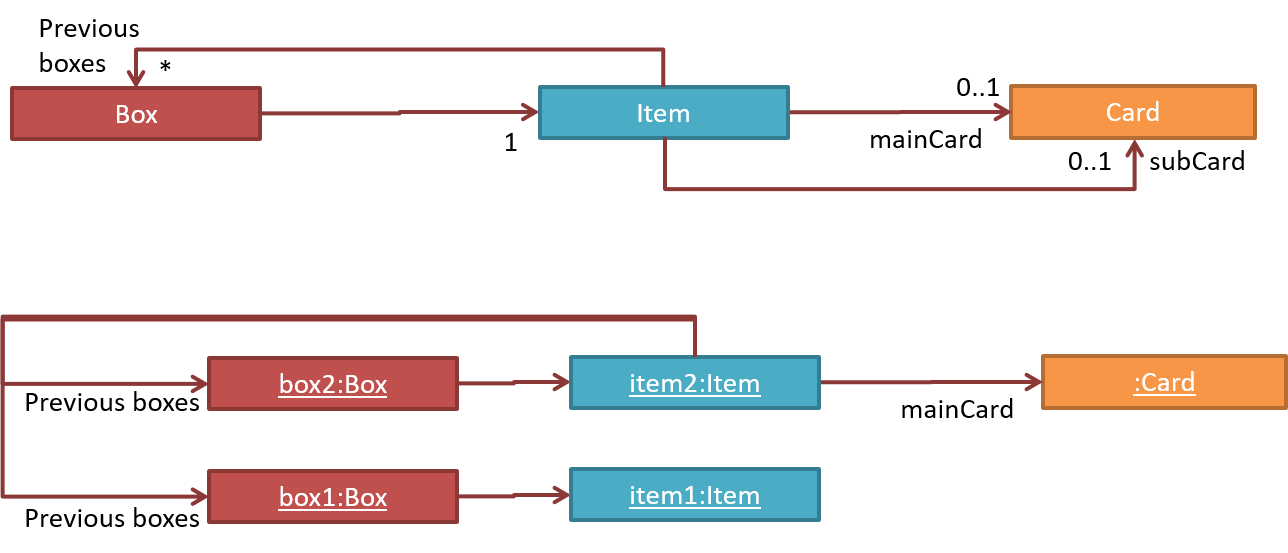 Previous
boxes
*
Box
1
Item
0..1
mainCard
Card
0..1
subCard
box2:Box
item2:Item
:Card
Previous boxes
mainCard
box1:Box
item1:Item
Previous boxes